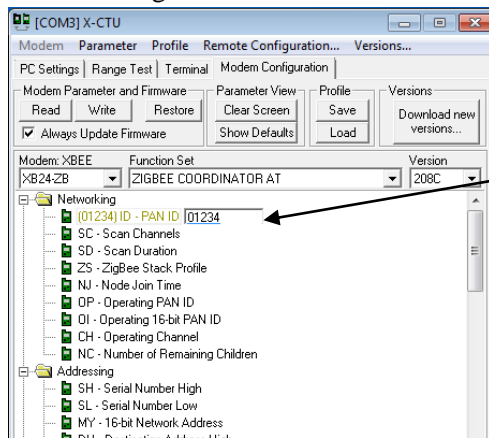 [COM3] X-CTU
Modem Parameter Profile Remote Configuration... Versions...
PC Settings Range Test Terminal Modem Configuration
Modem Parameter and Firmware Parameter View Profile Versions
Read Write Restore Clear Screen Save Download new versions...
Always Update Firmware Show Defaults Load
Modem: XBEE Function Set Version
XB24-ZB ZIGBEE COORDINATOR AT 208C
Networking
(01234) ID - PAN ID 01234
SC - Scan Channels
SD - Scan Duration
ZS - ZigBee Stack Profile
NJ - Node Join Time
OP - Operating PAN ID
OI - Operating 16-bit PAN ID
CH - Operating Channel
NC - Number of Remaining Children
Addressing
SH - Serial Number High
SL - Serial Number Low
MY - 16-bit Network Address